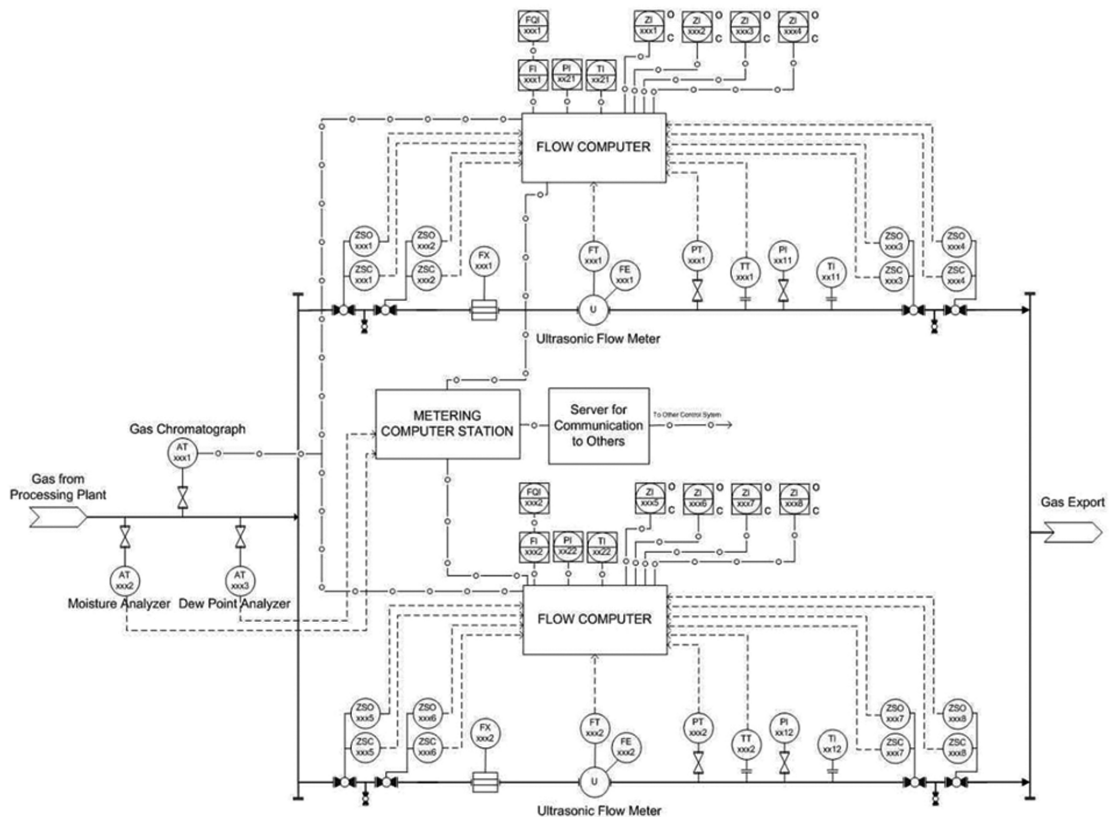 FQI
xxx1
ZI
xxx1
O
C
ZI
xxx2
O
C
ZI
xxx3
O
C
ZI
xxx4
O
C
FI
xxx1
PI
xx21
TI
xx21
FLOW COMPUTER
ZSO
xxx1
ZSO
xxx2
ZSC
xxx1
ZSC
xxx2
FX
xxx1
FT
xxx1
FE
xxx1
PT
xxx1
TT
xxx1
PI
xx11
TI
xx11
ZSO
xxx3
ZSO
xxx4
ZSC
xxx3
ZSC
xxx4
U
Ultrasonic Flow Meter
METERING
COMPUTER STATION
Server for
Communication
to Others
To Other Control Sytem
Gas Chromatograph
AT
xxx1
Gas from
Processing Plant
Gas Export
AT
xxx2
AT
xxx3
Moisture Analyzer
Dew Point Analyzer
FQI
xxx2
ZI
xxx5
O
C
ZI
xxx6
O
C
ZI
xxx7
O
C
ZI
xxx8
O
C
FI
xxx2
PI
xx22
TI
xx22
FLOW COMPUTER
ZSO
xxx5
ZSO
xxx6
ZSC
xxx5
ZSC
xxx6
FX
xxx2
FT
xxx2
FE
xxx2
PT
xxx2
TT
xxx2
PI
xx12
TI
xx12
ZSO
xxx7
ZSO
xxx8
ZSC
xxx7
ZSC
xxx8
U
Ultrasonic Flow Meter